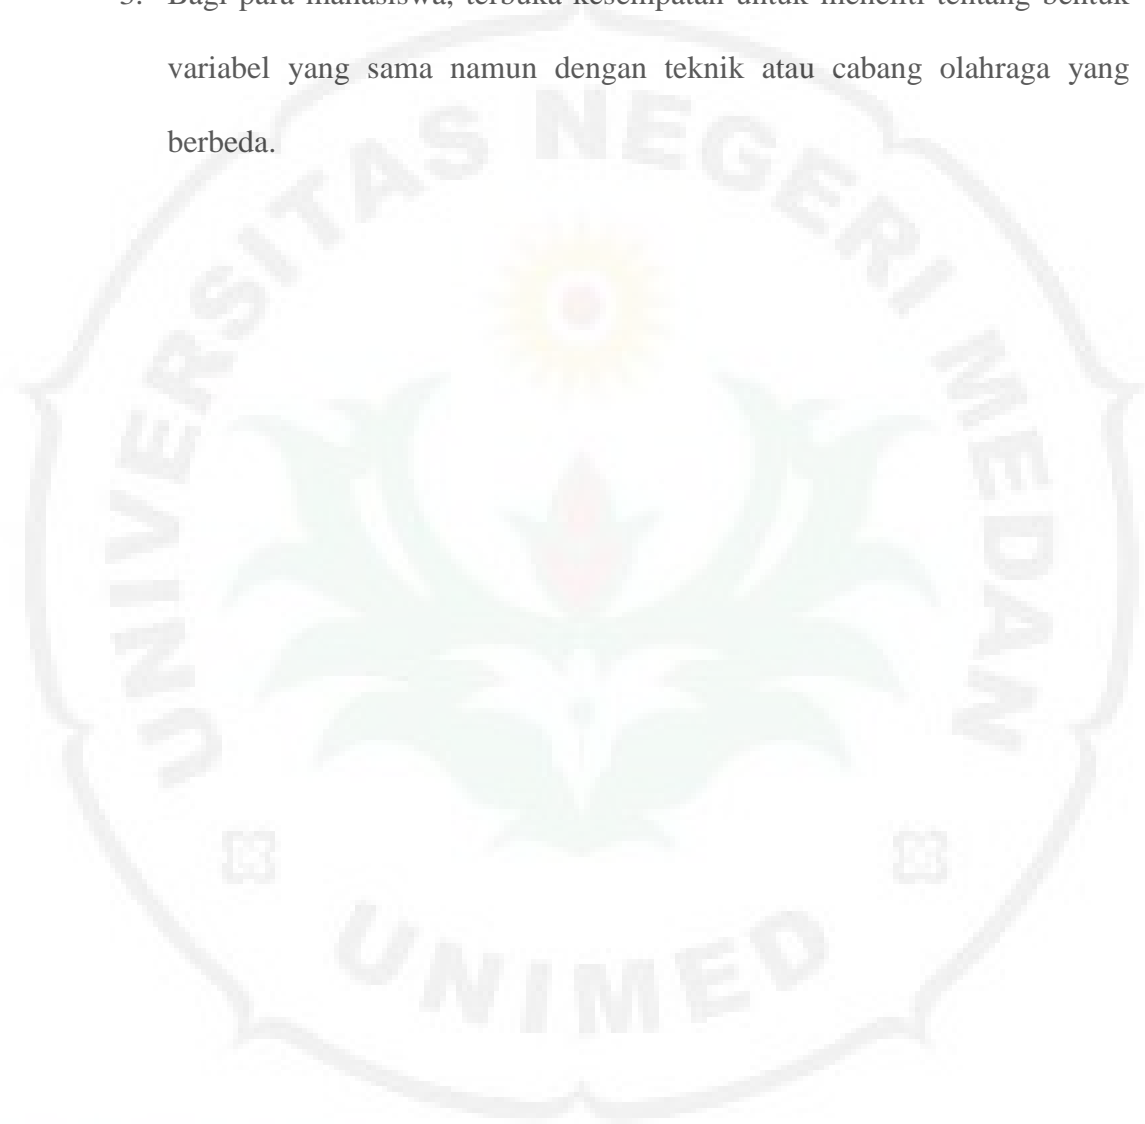 3. Bagi para mahasiswa, terbuka kesempatan untuk meneliti tentang bentuk
variabel yang sama namun dengan teknik atau cabang olahraga yang
berbeda.
UNIVERSITAS NEGERI MEDAN
UNIMED